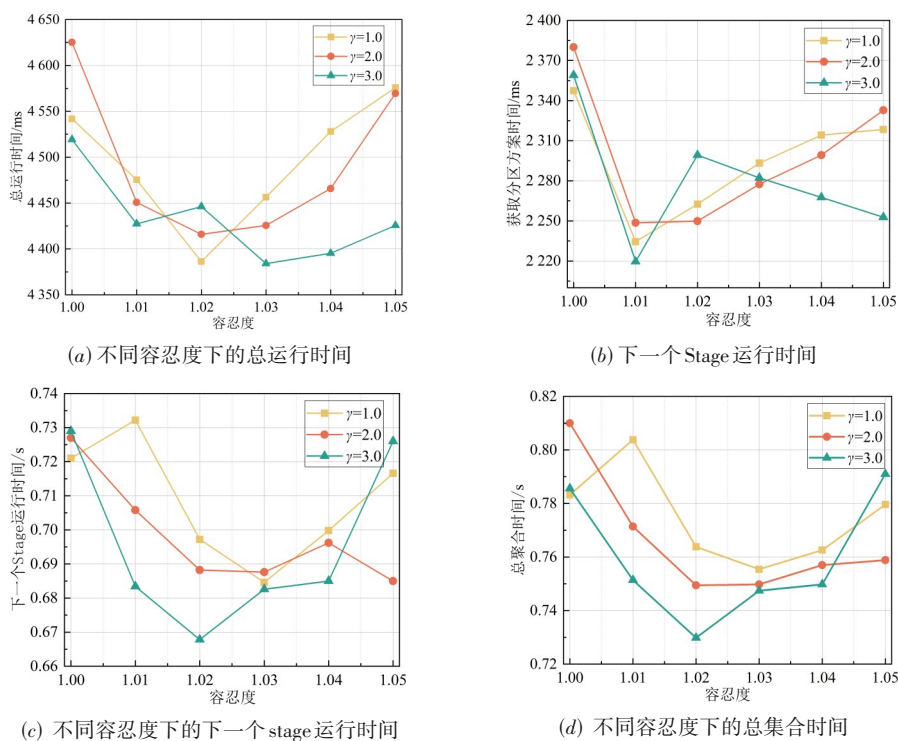 4 650
4 600
4 550
4 500
4 450
4 400
4 350
总运行时间/ms
γ=1.0
γ=2.0
γ=3.0
1.00 1.01 1.02 1.03 1.04 1.05
容忍度
(a) 不同容忍度下的总运行时间
2 400
2 370
2 340
2 310
2 280
2 250
2 220
获取分区方案时间/ms
γ=1.0
γ=2.0
γ=3.0
1.00 1.01 1.02 1.03 1.04 1.05
容忍度
(b) 下一个 Stage 运行时间
0.74
0.73
0.72
0.71
0.70
0.69
0.68
0.67
0.66
下一个Stage运行时间/s
γ=1.0
γ=2.0
γ=3.0
1.00 1.01 1.02 1.03 1.04 1.05
容忍度
(c) 不同容忍度下的下一个 stage 运行时间
0.82
0.80
0.78
0.76
0.74
0.72
总聚合时间/s
γ=1.0
γ=2.0
γ=3.0
1.00 1.01 1.02 1.03 1.04 1.05
容忍度
(d) 不同容忍度下的总集合时间